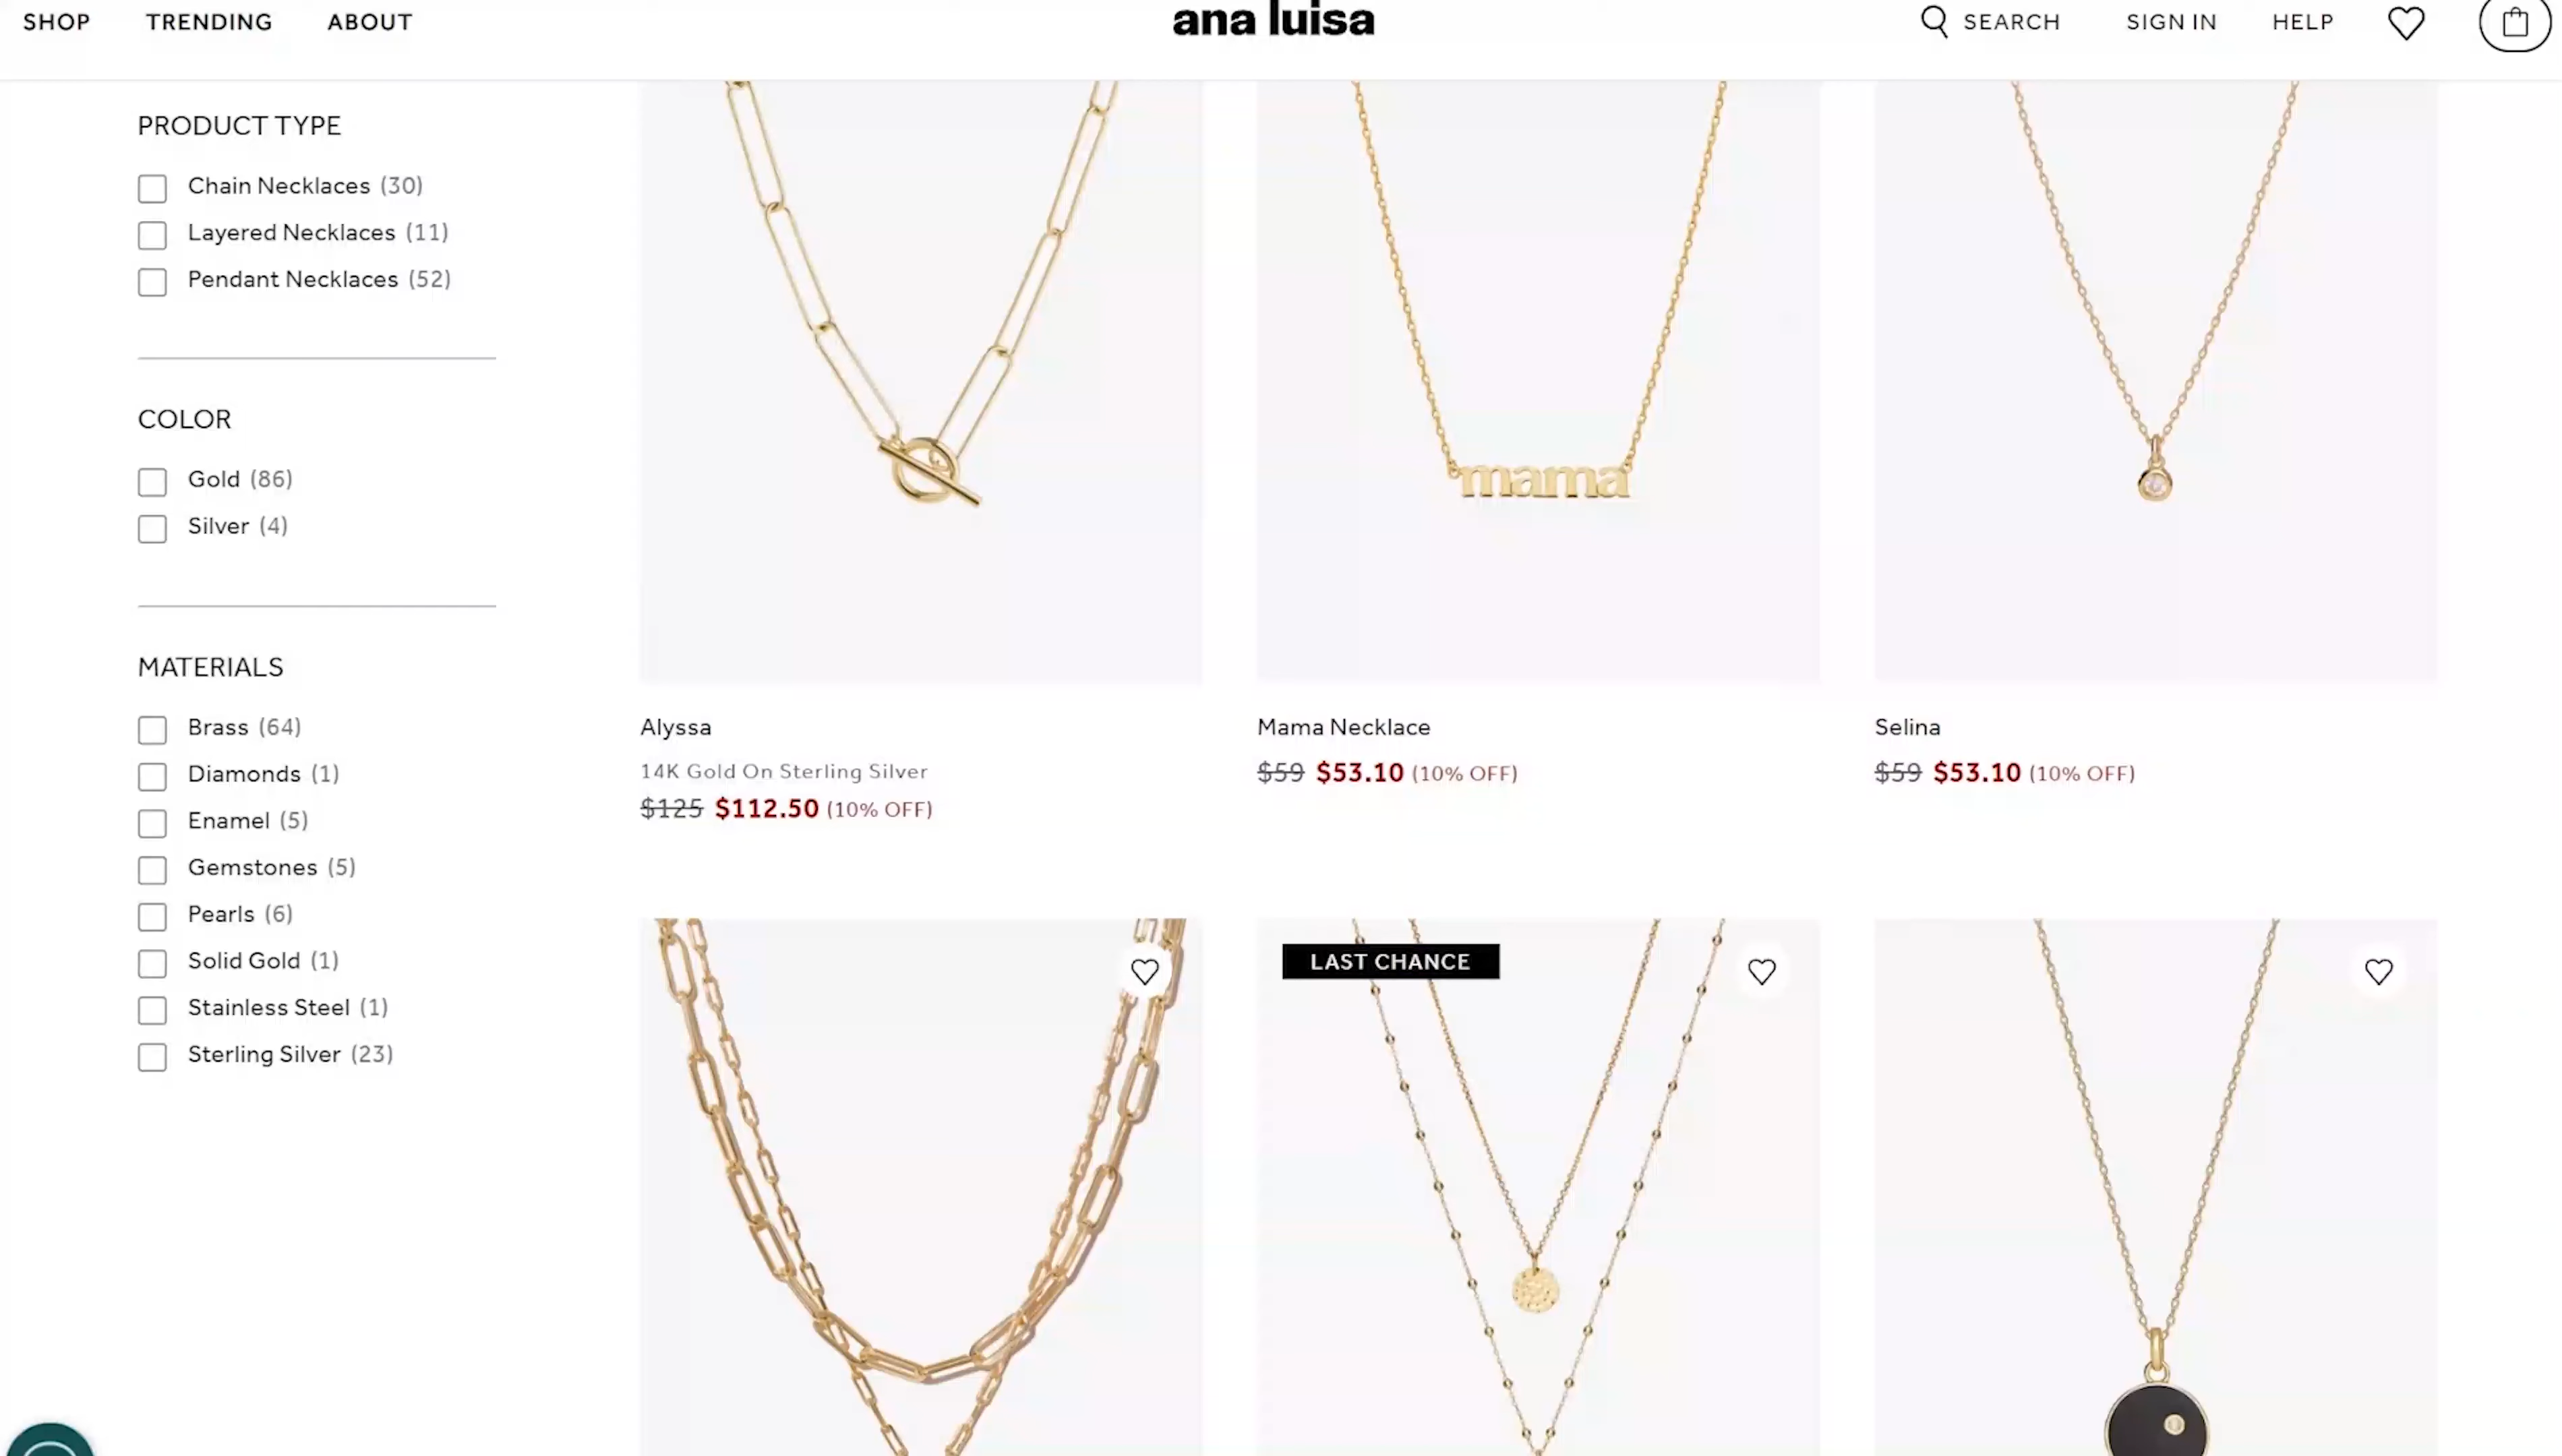 SHOP TRENDING ABOUT
ana luisa
SEARCH SIGN IN HELP
PRODUCT TYPE
Chain Necklaces (30)
Layered Necklaces (11)
Pendant Necklaces (52)
COLOR
Gold (86)
Silver (4)
MATERIALS
Brass (64)
Diamonds (1)
Enamel (5)
Gemstones (5)
Pearls (6)
Solid Gold (1)
Stainless Steel (1)
Sterling Silver (23)
mama
Alyssa
14K Gold On Sterling Silver
$125 $112.50 (10% OFF)
Mama Necklace
$59 $53.10 (10% OFF)
Selina
$59 $53.10 (10% OFF)
LAST CHANCE